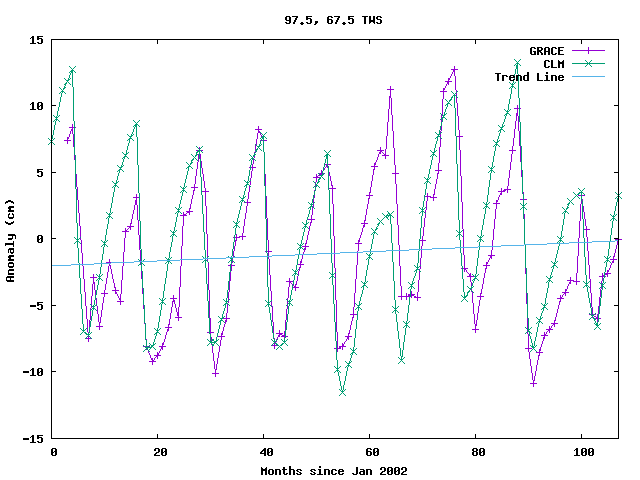 97.5, 67.5 TWS
GRACE
CLM
Trend Line
15
10
5
0
-5
-10
-15
Anomaly (cm)
0 20 40 60 80 100
Months since Jan 2002